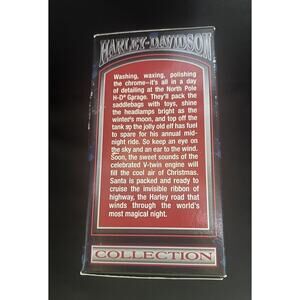 HARLEY-DAVIDSON
Washing, waxing, polishing
the chrome—it's all in a day
of detailing at the North Pole
H-D® Garage. They'll pack the
saddlebags with toys, shine
the headlamps bright as the
winter's moon, and top off the
tank so the jolly old elf has fuel
to spare for his annual mid-
night ride. So keep an eye on
the sky and an ear to the wind.
Soon, the sweet sounds of the
celebrated V-twin engine will
fill the cool air of Christmas.
Santa is packed and ready to
cruise the invisible ribbon of
highway, the Harley road that
winds through the world's
most magical night.
COLLECTION